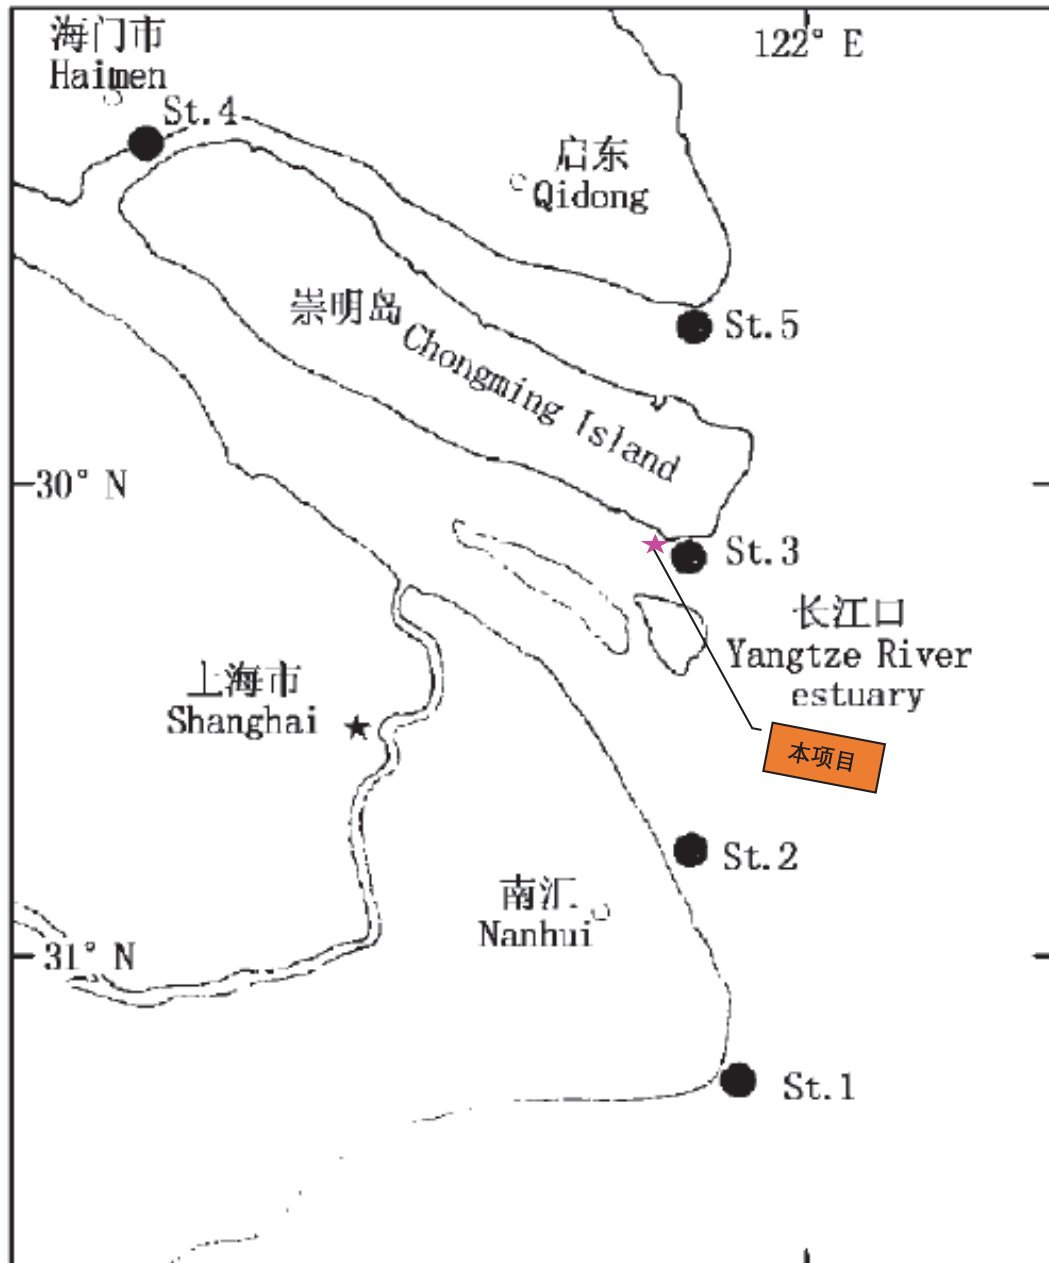 海门市
Haimen
122° E
St.4
启东
Qidong
崇明岛
Chongming Island
St.5
30° N
St.3
长江口
Yangtze River
estuary
上海市
Shanghai
本项目
St.2
南汇
Nanhui
31° N
St.1